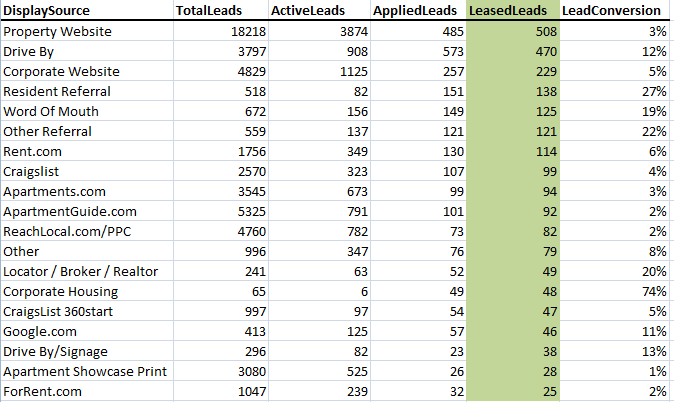 DisplaySource TotalLeads ActiveLeads AppliedLeads LeasedLeads LeadConversion
Property Website 18218 3874 485 508 3%
Drive By 3797 908 573 470 12%
Corporate Website 4829 1125 257 229 5%
Resident Referral 518 82 151 138 27%
Word Of Mouth 672 156 149 125 19%
Other Referral 559 137 121 121 22%
Rent.com 1756 349 130 114 6%
Craigslist 2570 323 107 99 4%
Apartments.com 3545 673 99 94 3%
ApartmentGuide.com 5325 791 101 92 2%
ReachLocal.com/PPC 4760 782 73 82 2%
Other 996 347 76 79 8%
Locator / Broker / Realtor 241 63 52 49 20%
Corporate Housing 65 6 49 48 74%
CraigsList 360start 997 97 54 47 5%
Google.com 413 125 57 46 11%
Drive By/Signage 296 82 23 38 13%
Apartment Showcase Print 3080 525 26 28 1%
ForRent.com 1047 239 32 25 2%